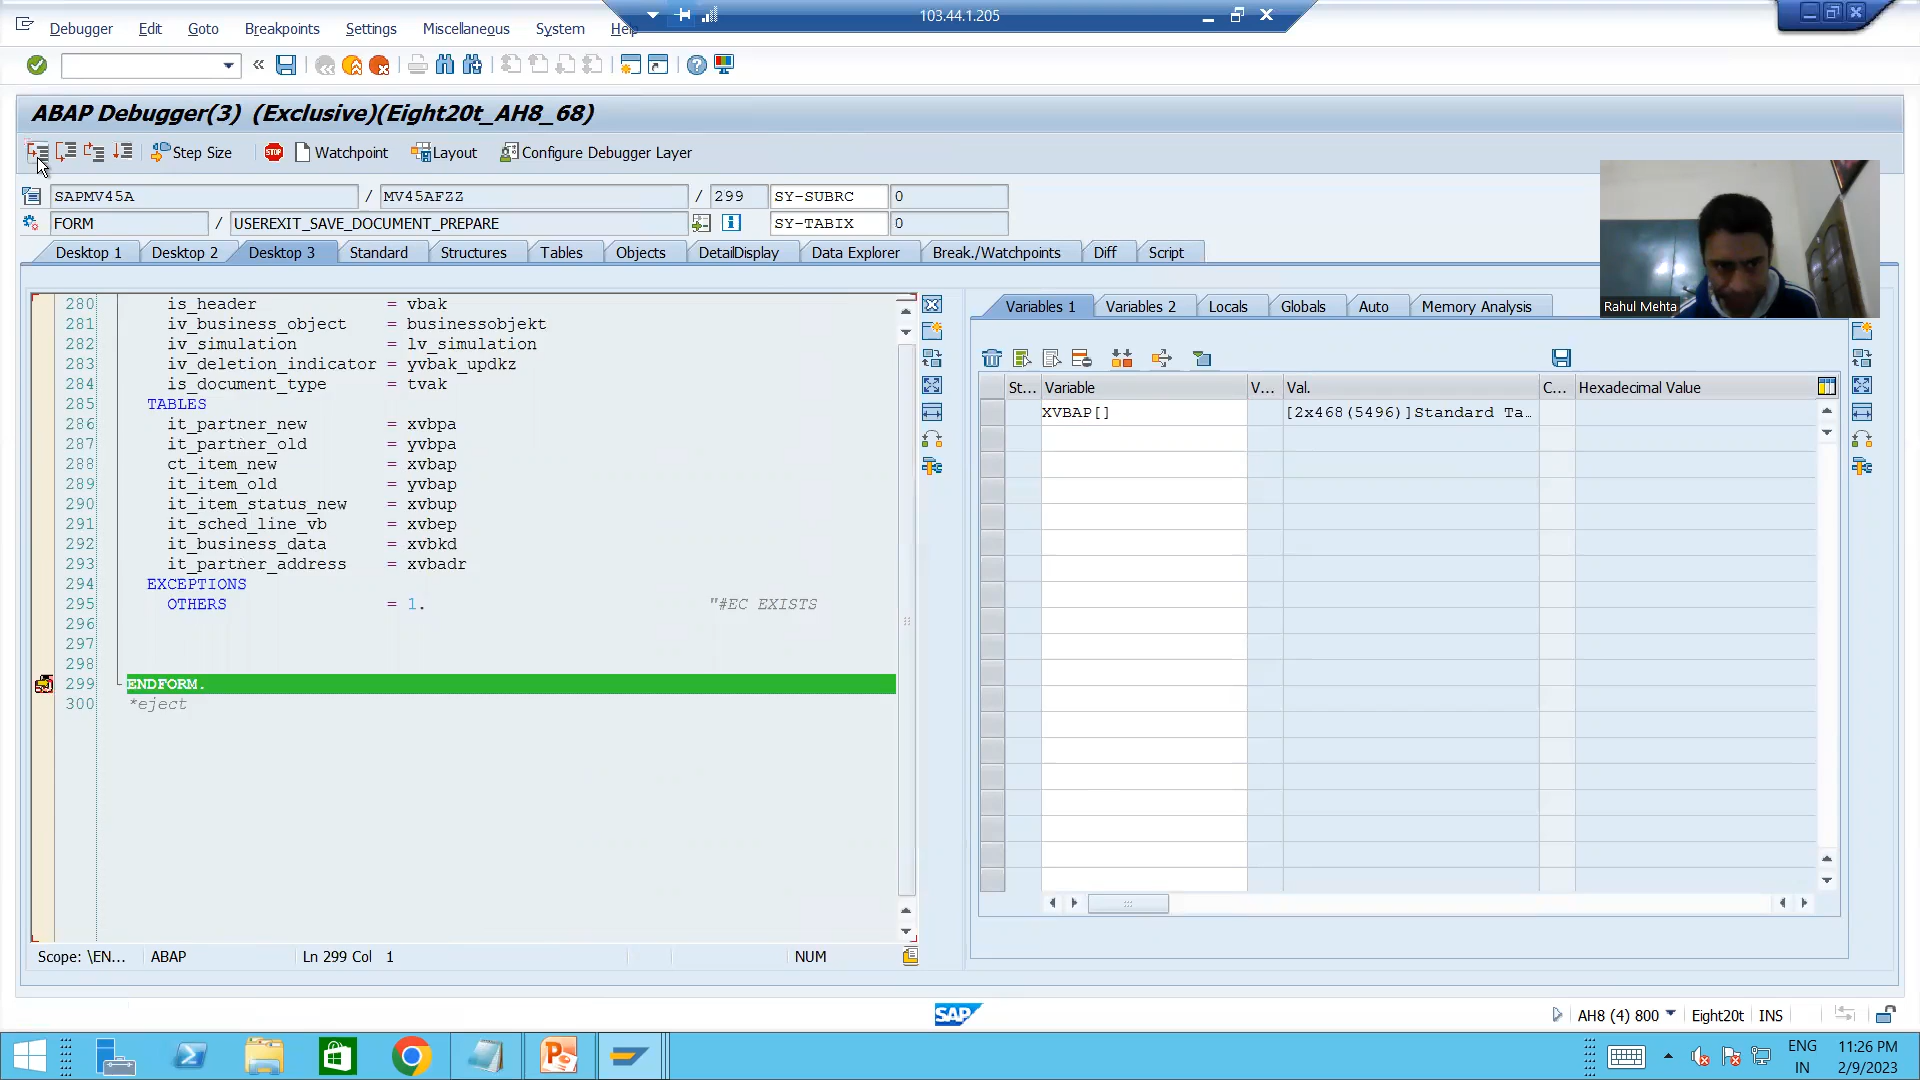 103.44.1.205
Debugger Edit Goto Breakpoints Settings Miscellaneous System Help
ABAP Debugger(3) (Exclusive)(Eight20t_AH8_68)
Step Size STOP Watchpoint Layout Configure Debugger Layer
SAPMV45A / MV45AFZZ / 299 SY-SUBRC 0
FORM / USEREXIT_SAVE_DOCUMENT_PREPARE SY-TABIX 0
Desktop 1 Desktop 2 Desktop 3 Standard Structures Tables Objects DetailDisplay Data Explorer Break./Watchpoints Diff Script
Rahul Mehta
280 is_header = vbak
281 iv_business_object = businessobjekt
282 iv_simulation = lv_simulation
283 iv_deletion_indicator = yvbak_updkz
284 is_document_type = tvak
285 TABLES
286 it_partner_new = xvbpa
287 it_partner_old = yvbpa
288 ct_item_new = xvbap
289 it_item_old = yvbap
290 it_item_status_new = xvbup
291 it_sched_line_vb = xvbep
292 it_business_data = xvbkd
293 it_partner_address = xvbadr
294 EXCEPTIONS
295 OTHERS = 1. "#EC EXISTS
296
297
298
299 ENDFORM.
300 *eject
Scope: \EN... ABAP Ln 299 Col 1 NUM
Variables 1 Variables 2 Locals Globals Auto Memory Analysis
St... Variable V... Val. C... Hexadecimal Value
XVBAP[] [2x468(5496)]Standard Ta...
SAP AH8 (4) 800 Eight20t INS
ENG
IN
11:26 PM
2/9/2023